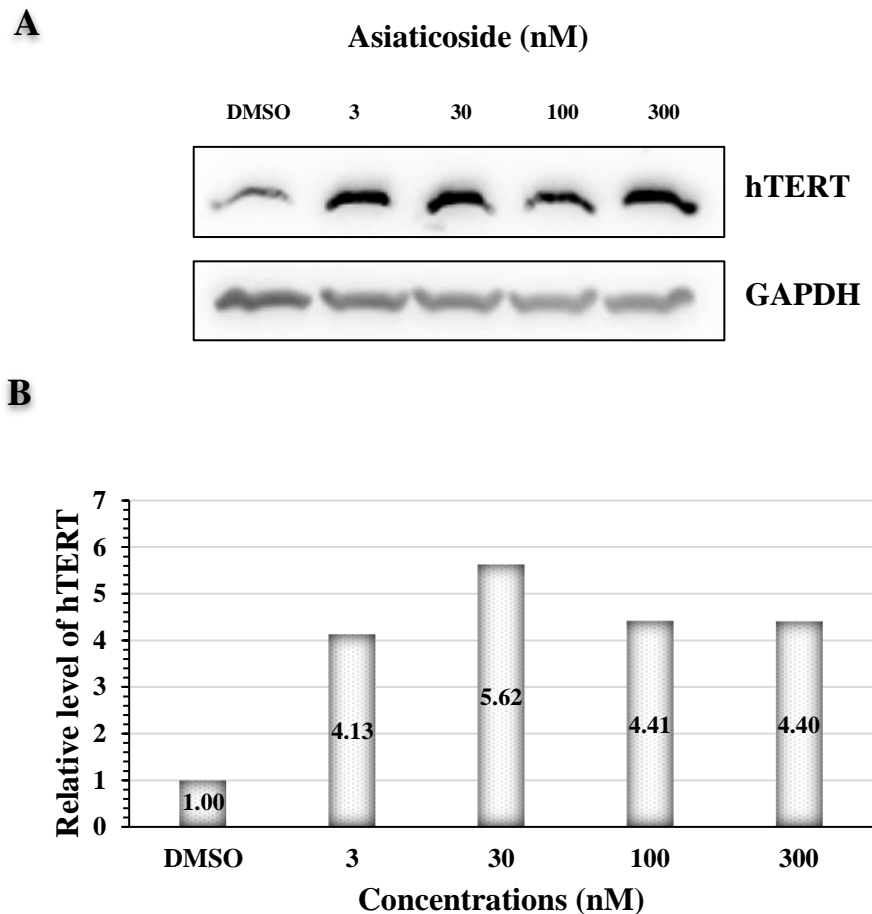 A
Asiaticoside (nM)
DMSO 3 30 100 300
hTERT
GAPDH
B
Relative level of hTERT
7
6
5
4
3
2
1
0
1.00
4.13
5.62
4.41
4.40
DMSO 3 30 100 300
Concentrations (nM)